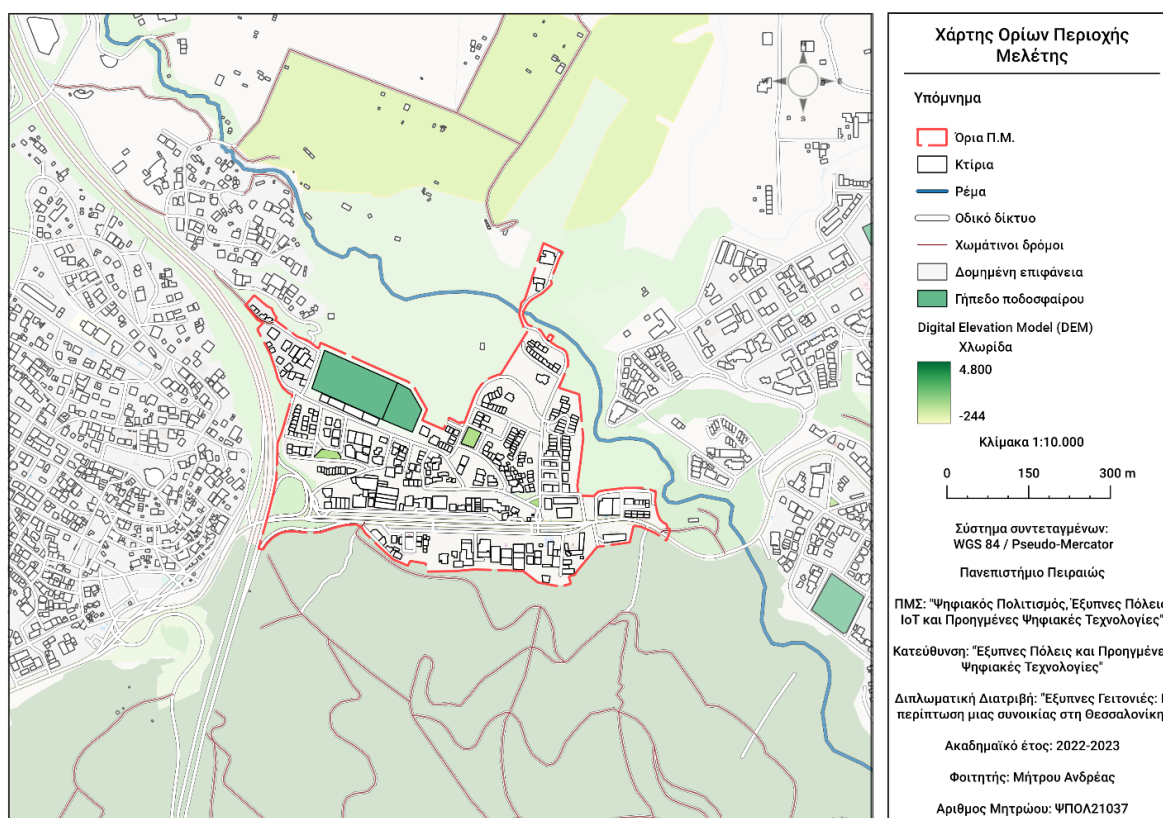 N
W
E
S
Χάρτης Ορίων Περιοχής
Μελέτης
Υπόμνημα
Όρια Π.Μ.
Κτίρια
Ρέμα
Οδικό δίκτυο
Χωμάτινοι δρόμοι
Δομημένη επιφάνεια
Γήπεδο ποδοσφαίρου
Digital Elevation Model (DEM)
Χλωρίδα
4.800
-244
Κλίμακα 1:10.000
0 150 300 m
Σύστημα συντεταγμένων:
WGS 84 / Pseudo-Mercator
Πανεπιστήμιο Πειραιώς
ΠΜΣ: "Ψηφιακός Πολιτισμός, Έξυπνες Πόλεις
IoT και Προηγμένες Ψηφιακές Τεχνολογίες"
Κατεύθυνση: "Έξυπνες Πόλεις και Προηγμένε
Ψηφιακές Τεχνολογίες"
Διπλωματική Διατριβή: "Έξυπνες Γειτονιές:
περίπτωση μιας συνοικίας στη Θεσσαλονίκη
Ακαδημαϊκό έτος: 2022-2023
Φοιτητής: Μήτρου Ανδρέας
Αριθμος Μητρώου: ΨΠΟΛ21037